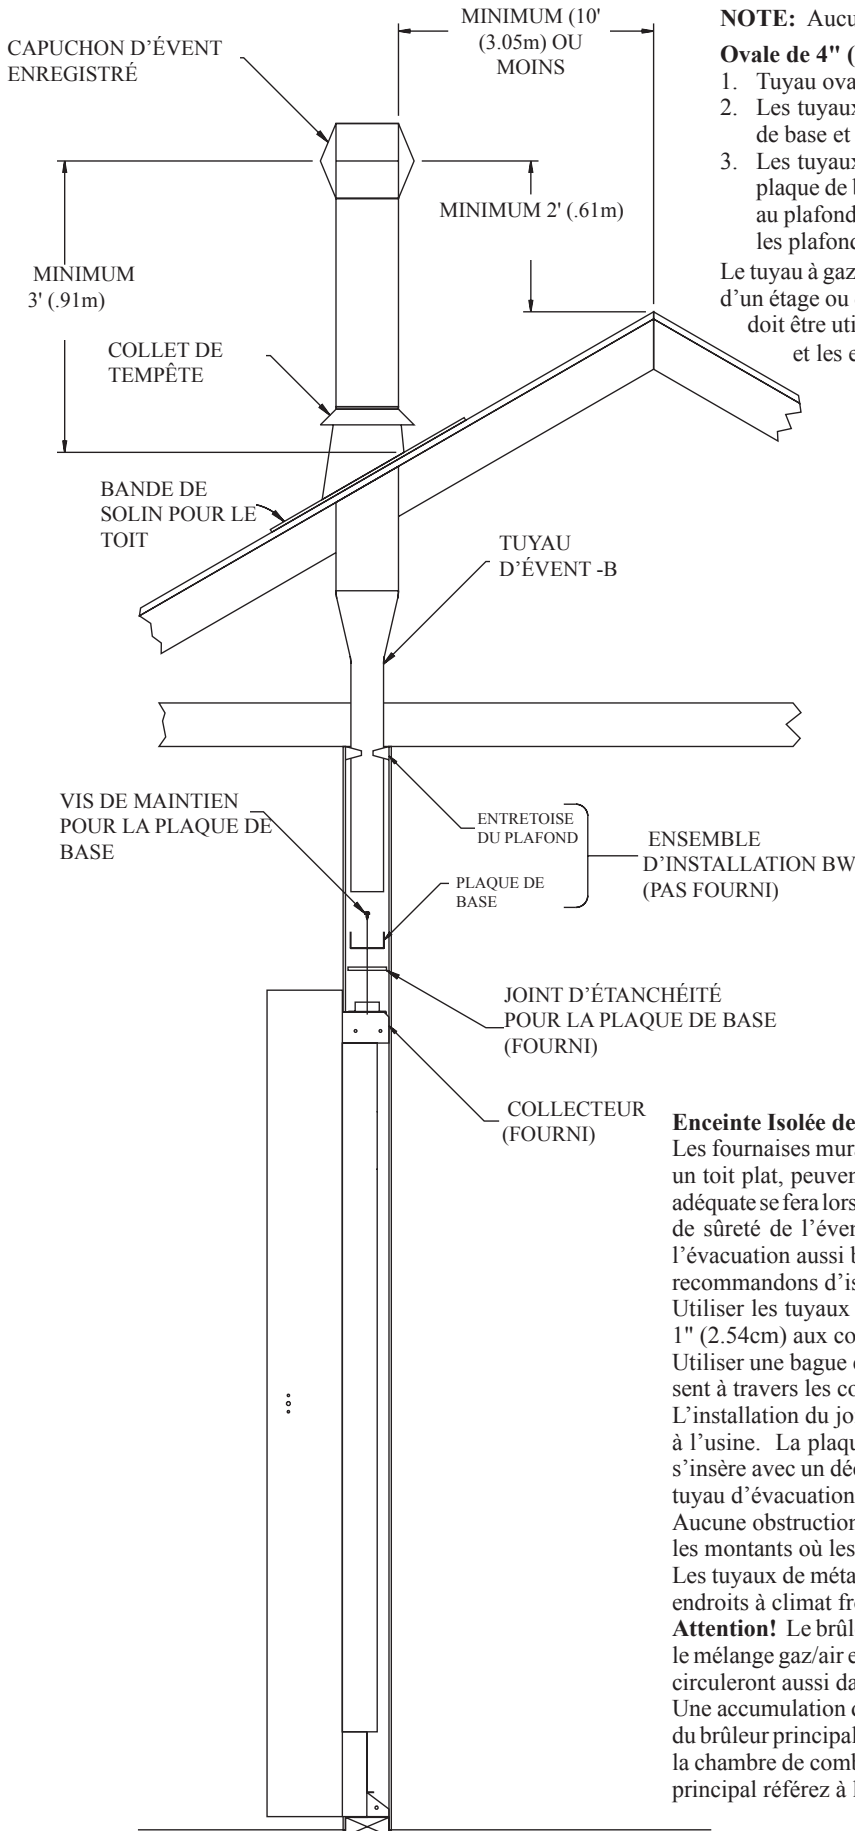 MINIMUM (10'
(3.05m) OU
MOINS
CAPUCHON D’ÉVENT
ENREGISTRÉ
MINIMUM 2' (.61m)
MINIMUM
3' (.91m)
COLLET DE
TEMPÊTE
BANDE DE
SOLIN POUR LE
TOIT
TUYAU
D’ÉVENT -B
VIS DE MAINTIEN
POUR LA PLAQUE DE
BASE
ENTRETOISE
DU PLAFOND
PLAQUE DE
BASE
ENSEMBLE
D’INSTALLATION BW
(PAS FOURNI)
JOINT D’ÉTANCHÉITÉ
POUR LA PLAQUE DE BASE
(FOURNI)
COLLECTEUR
(FOURNI)
NOTE: Aucu
Ovale de 4" (
1. Tuyau ova
2. Les tuyaux
de base et
3. Les tuyaux
plaque de b
au plafond
les plafond
Le tuyau à gaz
d’un étage ou
doit être uti
et les e
Enceinte Isolée de
Les fournaises mura
un toit plat, peuven
adéquate se fera lors
de sûreté de l’éven
l’évacuation aussi b
recommandons d’is
Utiliser les tuyaux
1" (2.54cm) aux co
Utiliser une bague d
sent à travers les co
L’installation du jo
à l’usine. La plaqu
s’insère avec un déc
tuyau d’évacuation
Aucune obstruction
les montants où les
Les tuyaux de méta
endroits à climat fro
Attention! Le brûl
le mélange gaz/air e
circuleront aussi da
Une accumulation d
du brûleur principal
la chambre de comb
principal référez à l